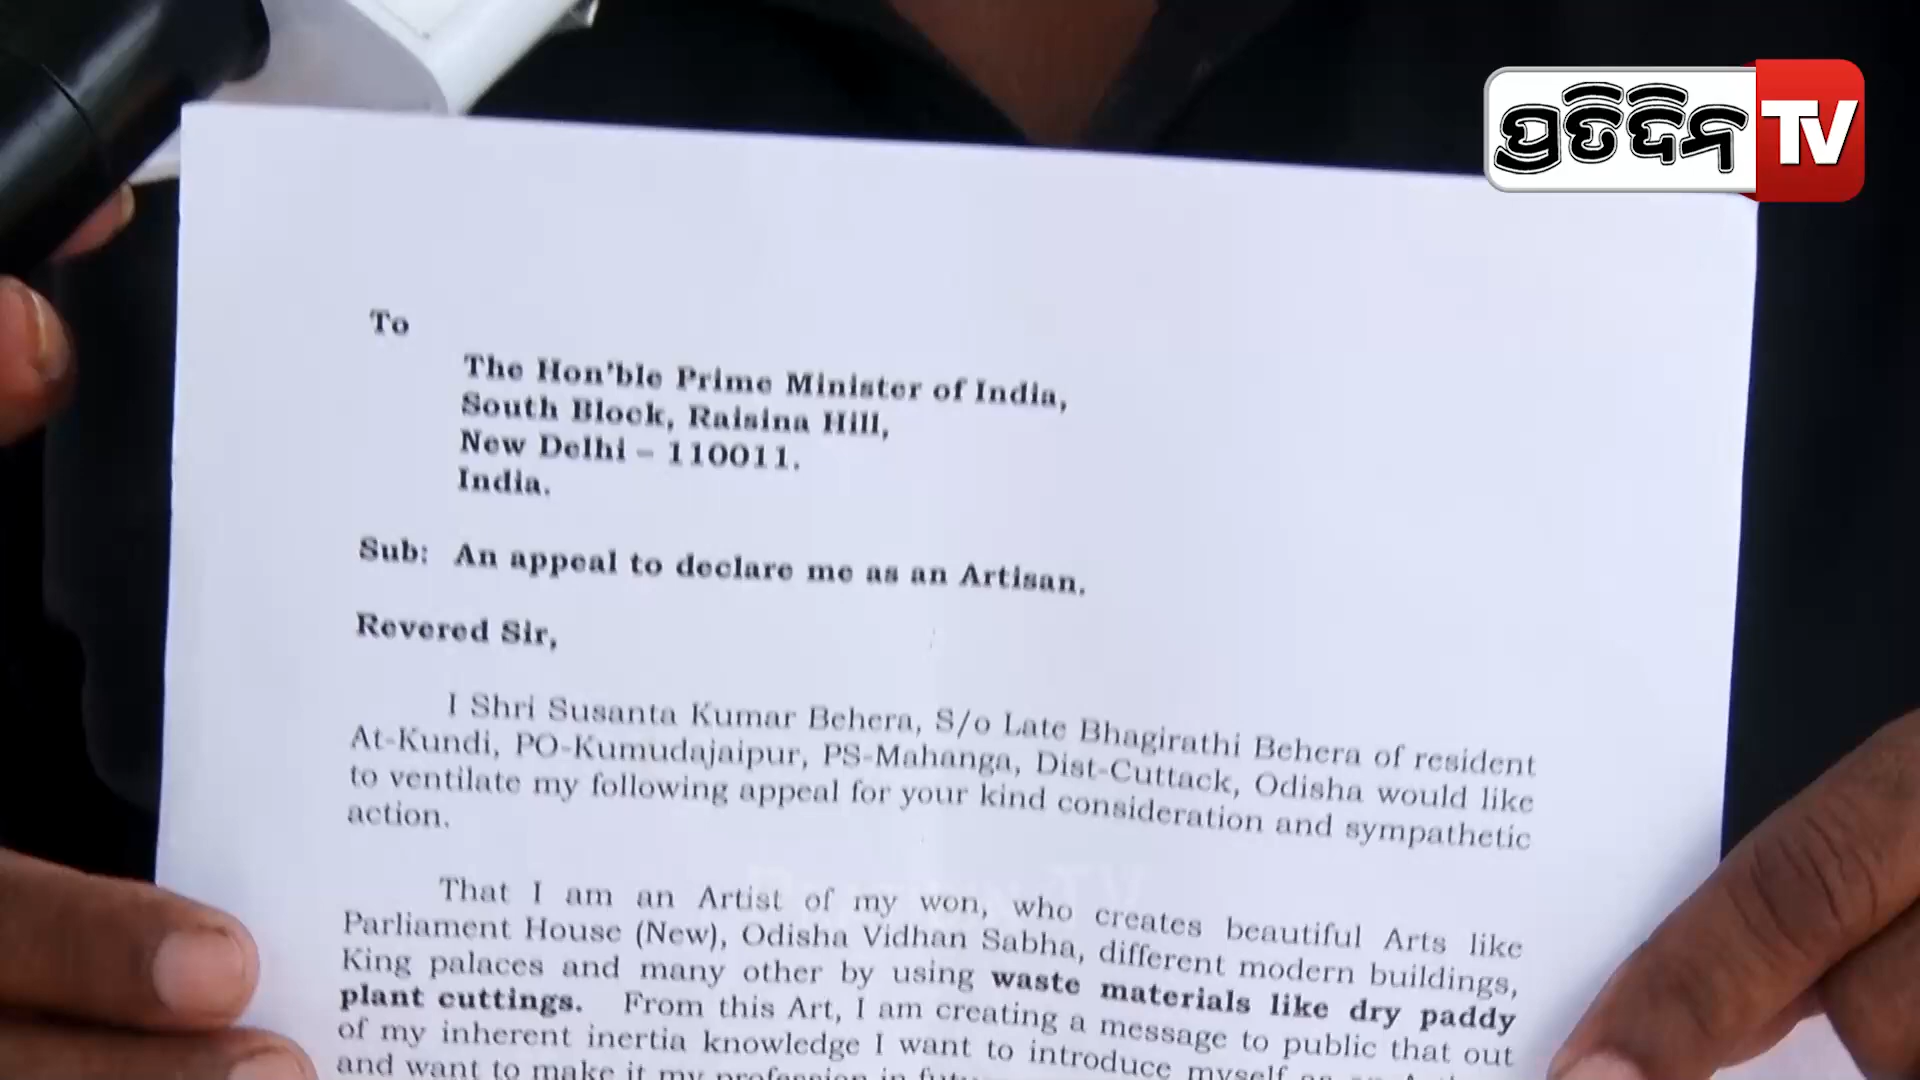 ପ୍ରତିଦିନ TV
To
The Hon'ble Prime Minister of India,
South Block, Raisina Hill,
New Delhi – 110011.
India.
Sub: An appeal to declare me as an Artisan.
Revered Sir,
I Shri Susanta Kumar Behera, S/o Late Bhagirathi Behera of resident
At-Kundi, PO-Kumudajaipur, PS-Mahanga, Dist-Cuttack, Odisha would like
to ventilate my following appeal for your kind consideration and sympathetic
action.
That I am an Artist of my won, who creates beautiful Arts like
Parliament House (New), Odisha Vidhan Sabha, different modern buildings,
King palaces and many other by using waste materials like dry paddy
plant cuttings. From this Art, I am creating a message to public that out
of my inherent inertia knowledge I want to introduce myself as an
and want to make it my profession in